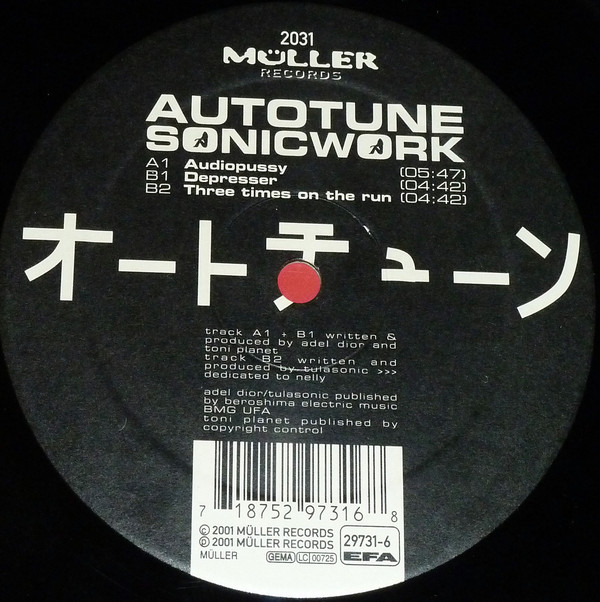 2031
MÜLLER
RECORDS
AUTOTUNE
SONICWORK
A1 Audiopussy (05:47)
B1 Depresser (04:42)
B2 Three times on the run (04:42)
オートチューン
track A1 + B1 written &
produced by adel dior and
toni planet
track B2 written and
produced by tulasonic >>>
dedicated to nelly
adel dior/tulasonic published
by beroshima electric music
BMG UFA
toni planet published by
copyright control
7 18752 97316 8
© 2001 MÜLLER RECORDS
℗ 2001 MÜLLER RECORDS
MÜLLER GEMA LC 00725
29731-6
EFA